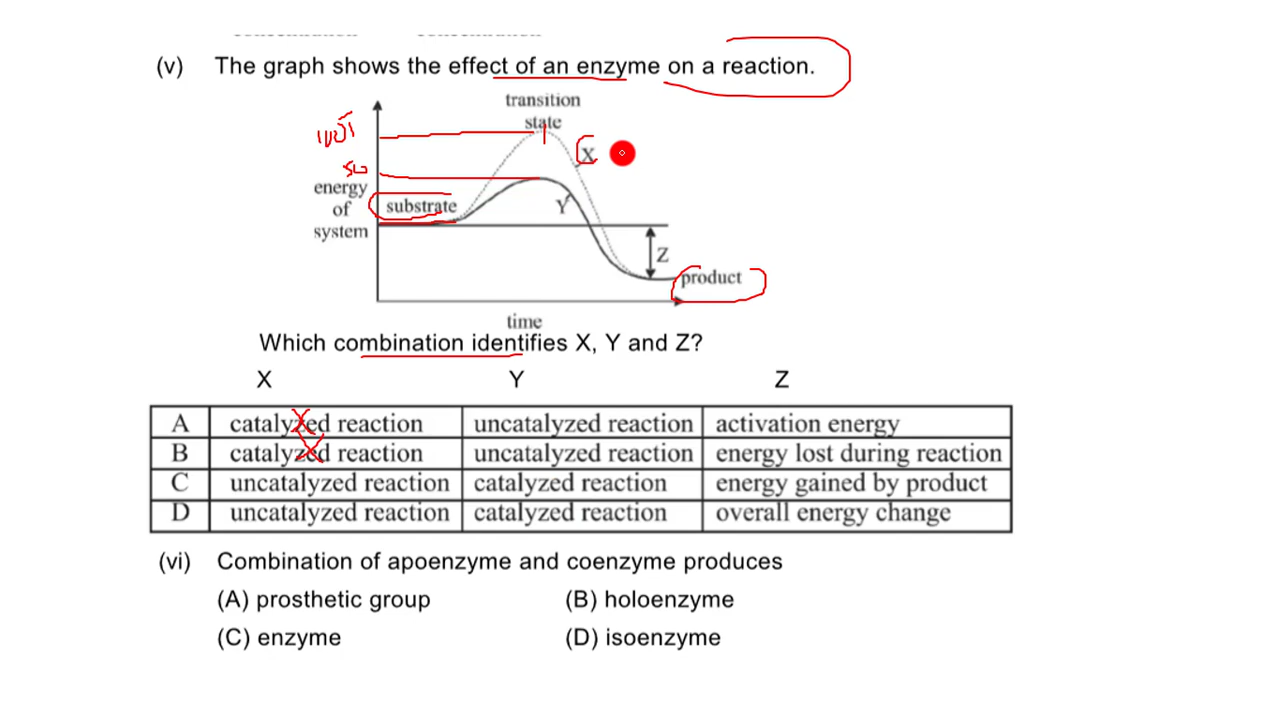 (v) The graph shows the effect of an enzyme on a reaction.
transition
state
X
50
energy
of
system
substrate
Y
Z
product
time
Which combination identifies X, Y and Z?
X Y Z
A catalyzed reaction uncatalyzed reaction activation energy
B catalyzed reaction uncatalyzed reaction energy lost during reaction
C uncatalyzed reaction catalyzed reaction energy gained by product
D uncatalyzed reaction catalyzed reaction overall energy change
(vi) Combination of apoenzyme and coenzyme produces
(A) prosthetic group (B) holoenzyme
(C) enzyme (D) isoenzyme